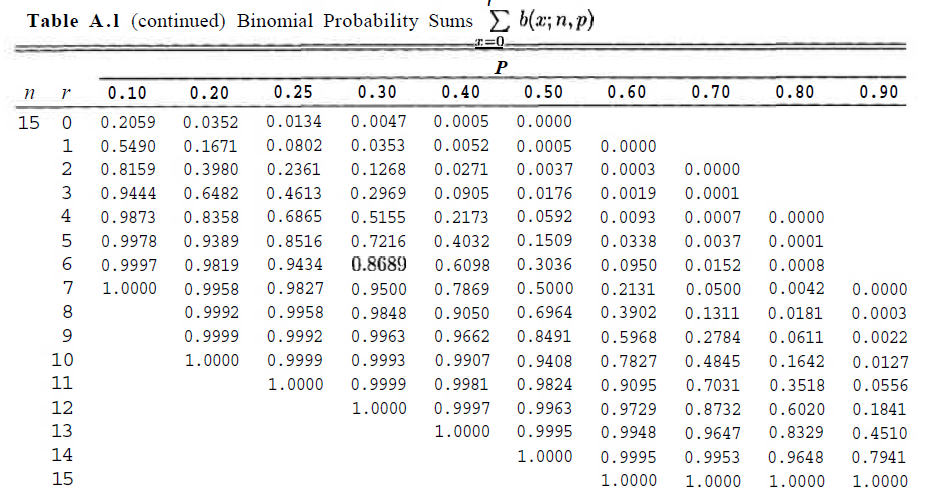 r
Table A.1 (continued) Binomial Probability Sums ∑ b(x; n, p)
x=0
P
n r 0.10 0.20 0.25 0.30 0.40 0.50 0.60 0.70 0.80 0.90
15 0 0.2059 0.0352 0.0134 0.0047 0.0005 0.0000
1 0.5490 0.1671 0.0802 0.0353 0.0052 0.0005 0.0000
2 0.8159 0.3980 0.2361 0.1268 0.0271 0.0037 0.0003 0.0000
3 0.9444 0.6482 0.4613 0.2969 0.0905 0.0176 0.0019 0.0001
4 0.9873 0.8358 0.6865 0.5155 0.2173 0.0592 0.0093 0.0007 0.0000
5 0.9978 0.9389 0.8516 0.7216 0.4032 0.1509 0.0338 0.0037 0.0001
6 0.9997 0.9819 0.9434 0.8689 0.6098 0.3036 0.0950 0.0152 0.0008
7 1.0000 0.9958 0.9827 0.9500 0.7869 0.5000 0.2131 0.0500 0.0042 0.0000
8 0.9992 0.9958 0.9848 0.9050 0.6964 0.3902 0.1311 0.0181 0.0003
9 0.9999 0.9992 0.9963 0.9662 0.8491 0.5968 0.2784 0.0611 0.0022
10 1.0000 0.9999 0.9993 0.9907 0.9408 0.7827 0.4845 0.1642 0.0127
11 1.0000 0.9999 0.9981 0.9824 0.9095 0.7031 0.3518 0.0556
12 1.0000 0.9997 0.9963 0.9729 0.8732 0.6020 0.1841
13 1.0000 0.9995 0.9948 0.9647 0.8329 0.4510
14 1.0000 0.9995 0.9953 0.9648 0.7941
15 1.0000 1.0000 1.0000 1.0000